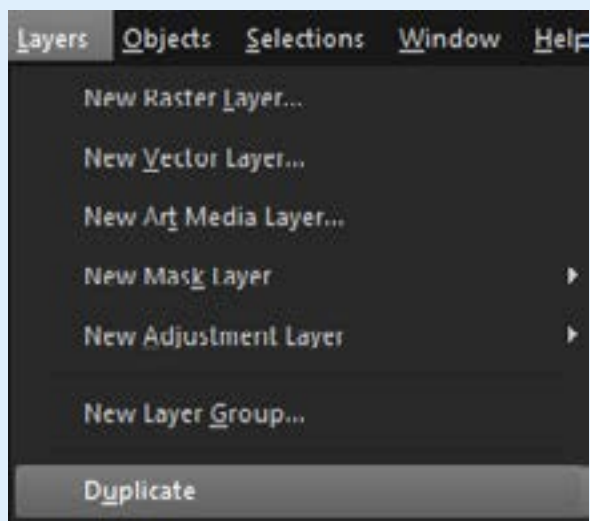 Layers Objects Selections Window Help
New Raster Layer...
New Vector Layer...
New Art Media Layer...
New Mask Layer
New Adjustment Layer
New Layer Group...
Duplicate